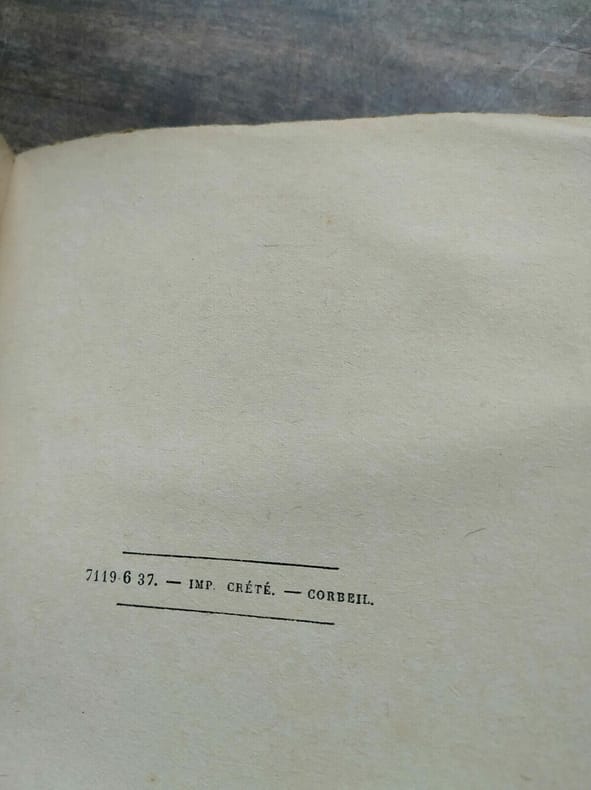 7119-6 37. — IMP. CRÉTÉ. — CORBEIL.